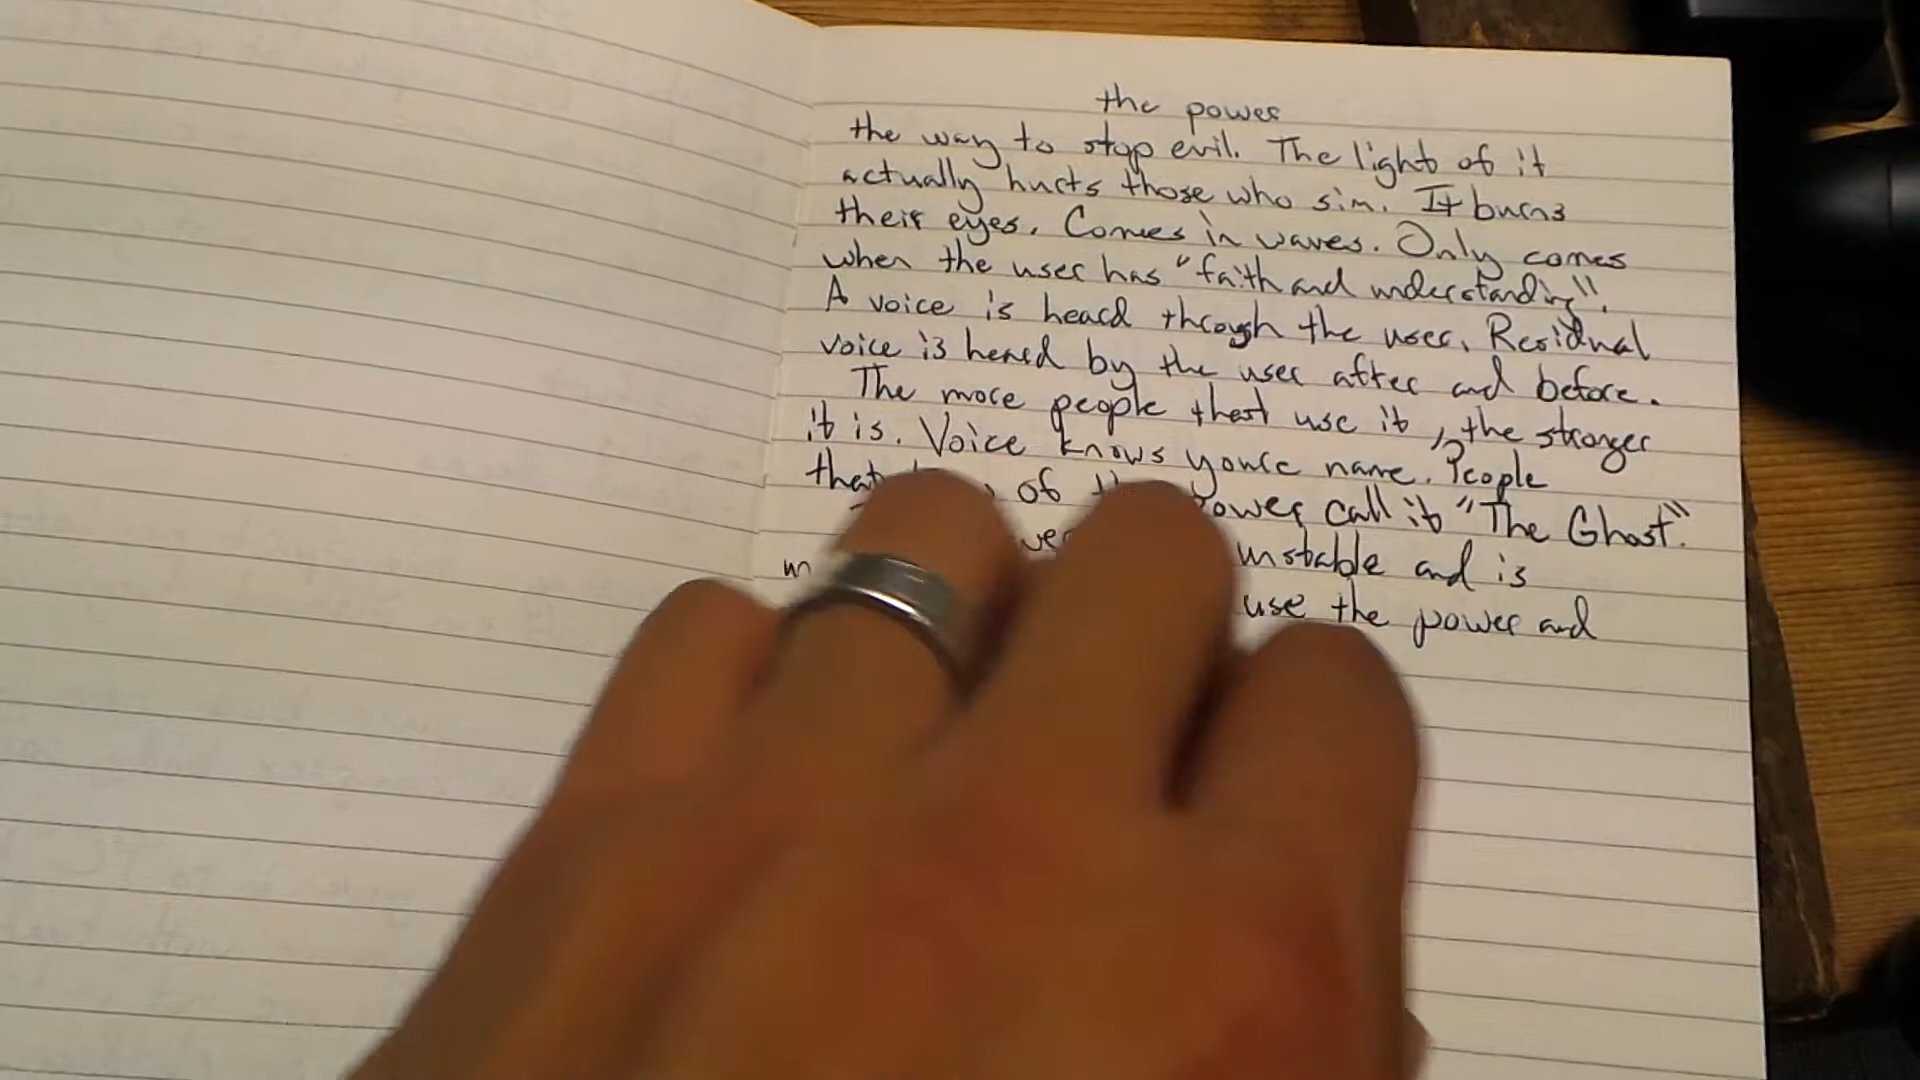 the power
the way to stop evil. The light of it
actually hurts those who sin. It burns
their eyes. Comes in waves. Only comes
when the user has "faith and understanding".
A voice is heard through the user. Residual
voice is heared by the user after and before.
The more people that use it, the stronger
it is. Voice knows your name. People
that of power call it "The Ghost".
unstable and is
use the power and